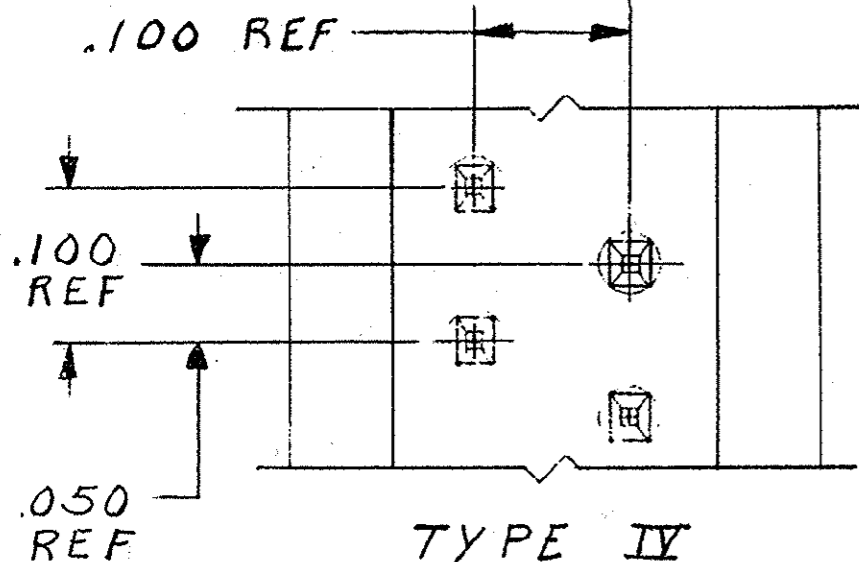 .100 REF
.100
REF
.050
REF
TYPE IV